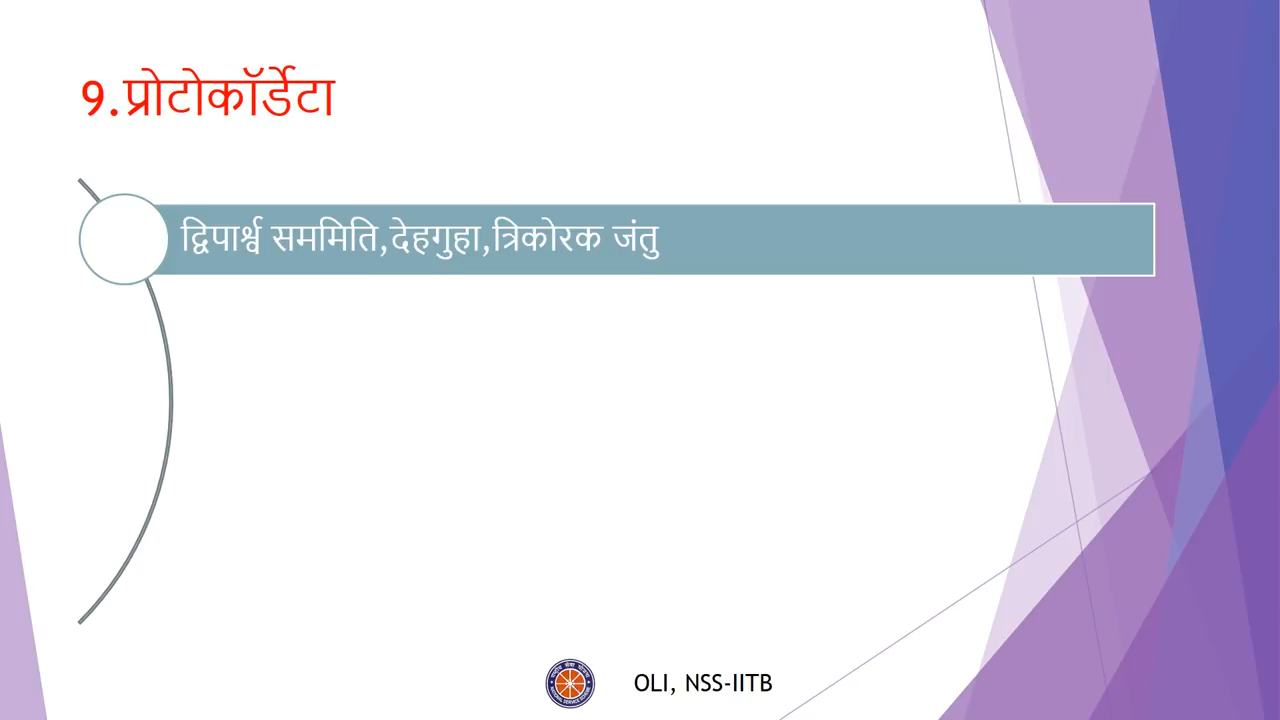 9.प्रोटोकॉर्डेटा
द्विपार्श्व सममिति,देहगुहा,त्रिकोरक जंतु
OLI, NSS-IITB